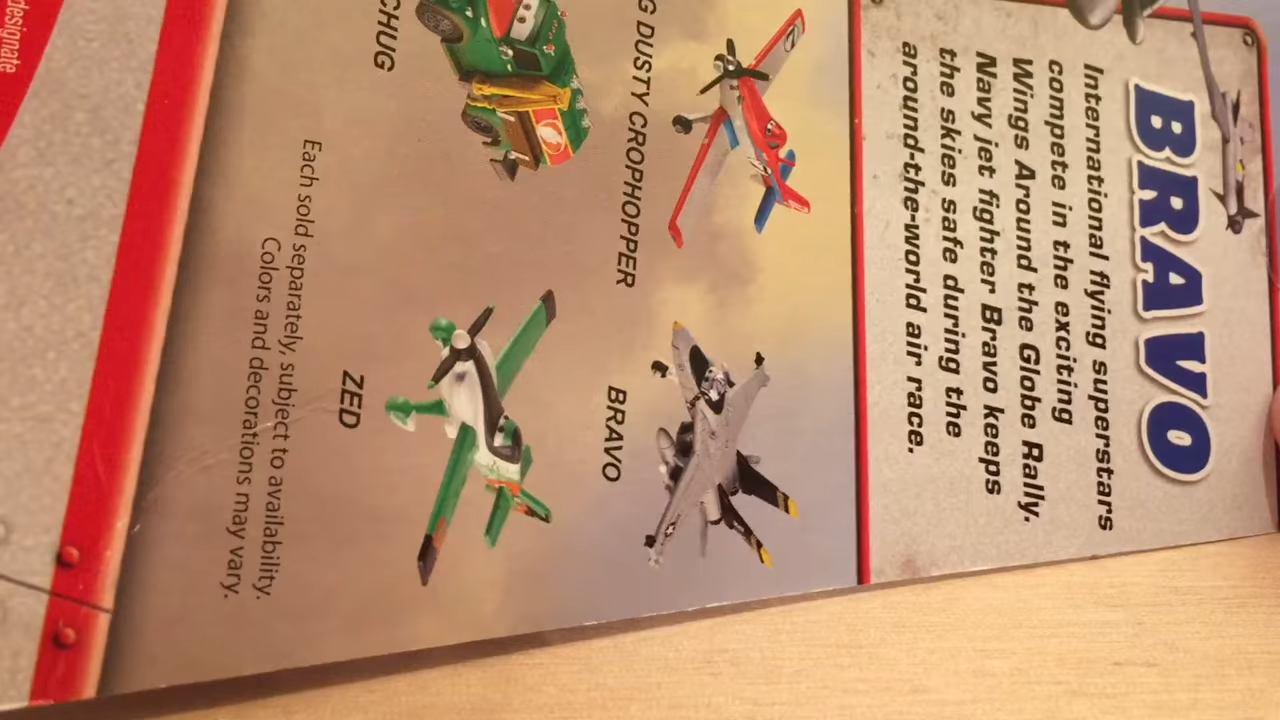 BRAVO
International flying superstars
compete in the exciting
Wings Around the Globe Rally.
Navy jet fighter Bravo keeps
the skies safe during the
around-the-world air race.
G DUSTY CROPHOPPER
BRAVO
CHUG
ZED
Each sold separately, subject to availability.
Colors and decorations may vary.
designate